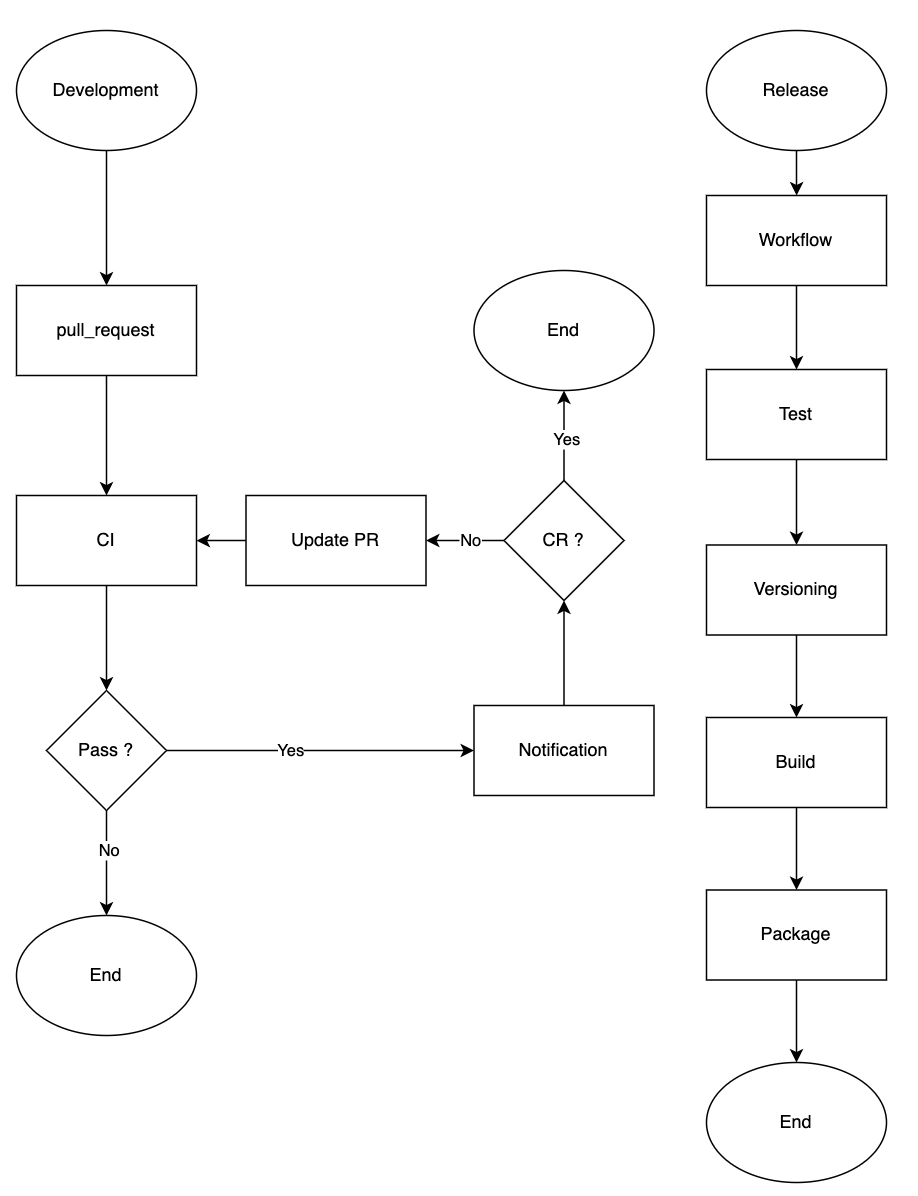 Development
pull_request
CI
Pass ?
No
End
Yes
Notification
CR ?
No
Update PR
Yes
End
Release
Workflow
Test
Versioning
Build
Package
End